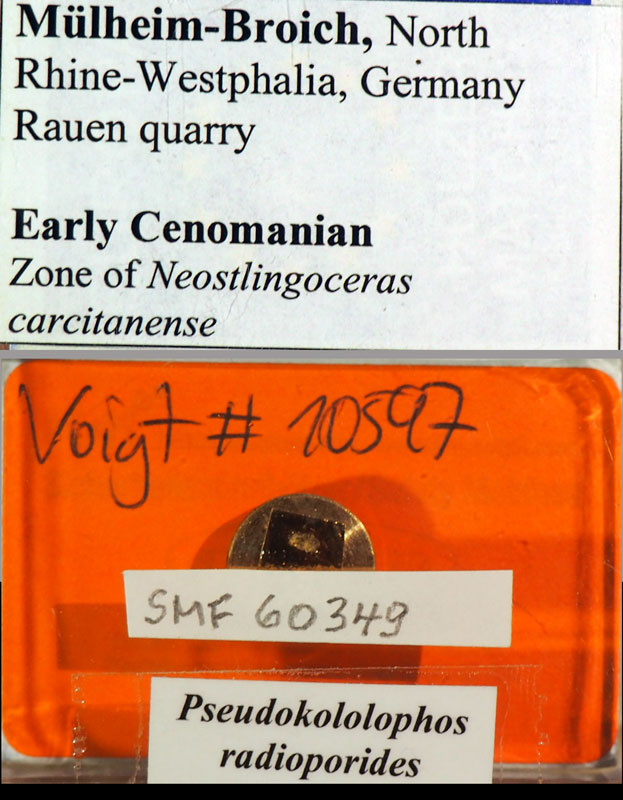 Mülheim-Broich, North
Rhine-Westphalia, Germany
Rauen quarry
Early Cenomanian
Zone of Neostlingoceras
carcitanense
Voigt # 10597
SMF 60349
Pseudokololophos
radioporides